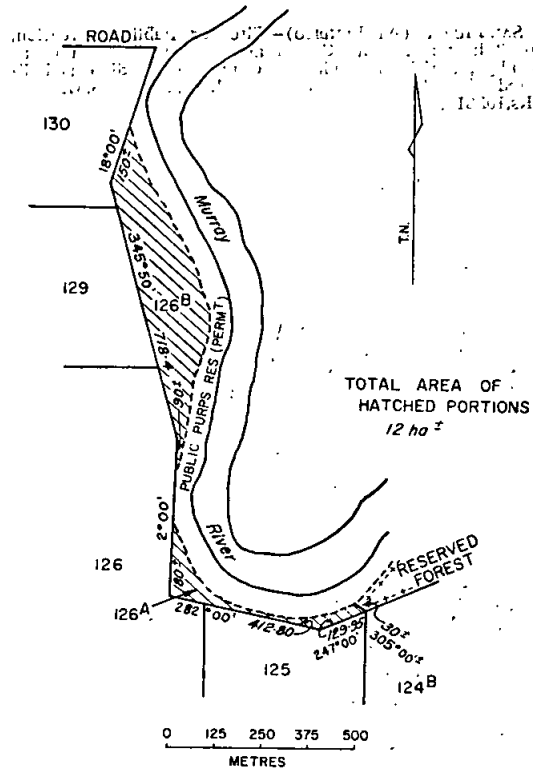 ROAD
130
18°00'
150±
Murray
T.N.
129
345°50'
126B
718·4
90±
PUBLIC PURPS RES (PERMT)
TOTAL AREA OF
HATCHED PORTIONS
12 ha±
2°00'
126
180±
River
RESERVED
FOREST
126A
282°00'
412·80
129·95
247°00'
30±
305°00'±
125
124B
0 125 250 375 500
METRES